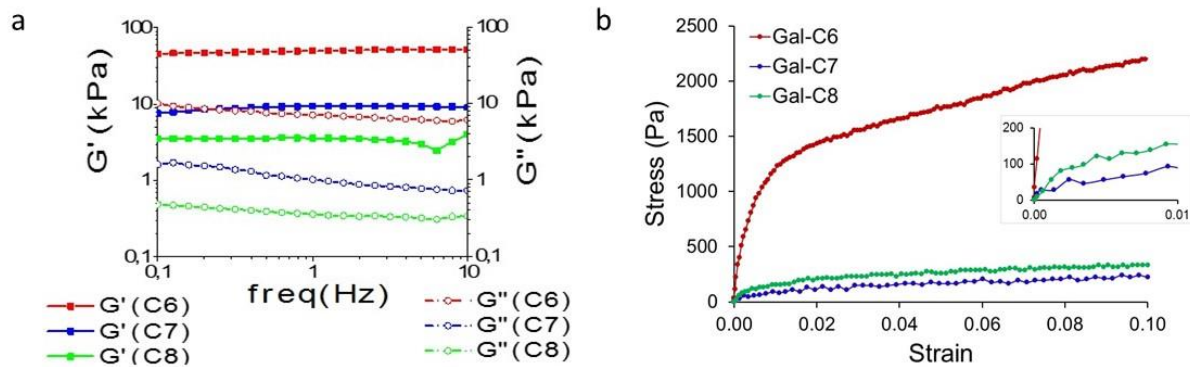 a
100
10
1
0,1
G' (kPa)
0,1
1
10
freq(Hz)
100
10
1
0,1
G" (kPa)
G' (C6)
G' (C7)
G' (C8)
G" (C6)
G" (C7)
G" (C8)
b
2500
2000
1500
1000
500
0
Stress (Pa)
Gal-C6
Gal-C7
Gal-C8
200
100
0
0.00
0.01
0.00
0.02
0.04
0.06
0.08
0.10
Strain